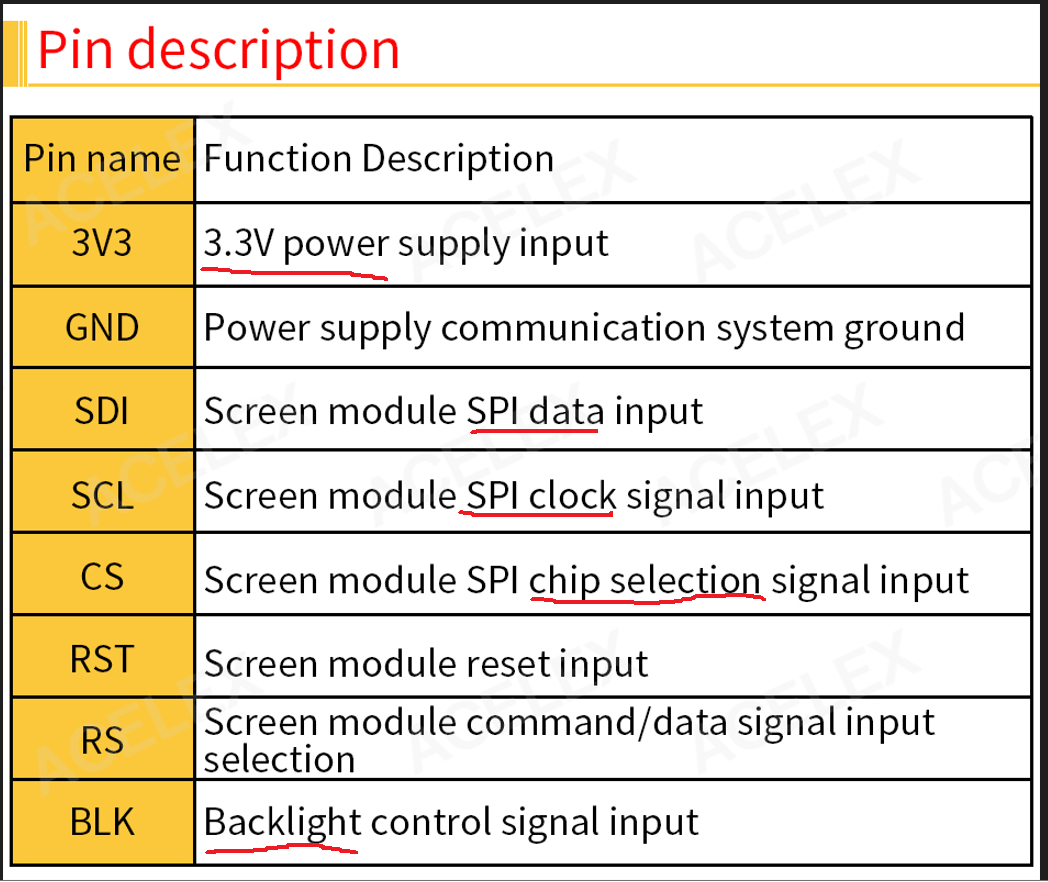 Pin description
Pin name Function Description
3V3 3.3V power supply input
GND Power supply communication system ground
SDI Screen module SPI data input
SCL Screen module SPI clock signal input
CS Screen module SPI chip selection signal input
RST Screen module reset input
RS Screen module command/data signal input
selection
BLK Backlight control signal input
ACELEX
ACELEX
ACELEX
ACELEX
ACELEX
ACELEX
ACELEX
ACE
ACELEX
ACELEX
ACELEX